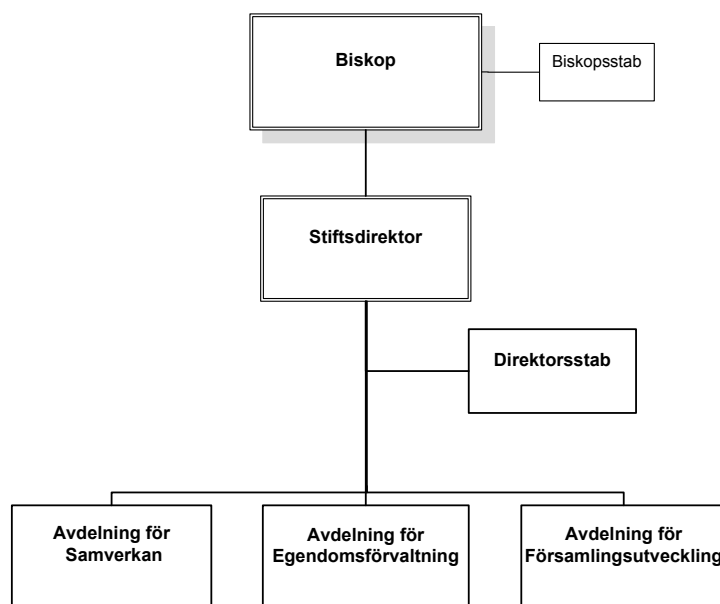 Biskop
Biskopsstab
Stiftsdirektor
Direktorsstab
Avdelning för
Samverkan
Avdelning för
Egendomsförvaltning
Avdelning för
Församlingsutveckling